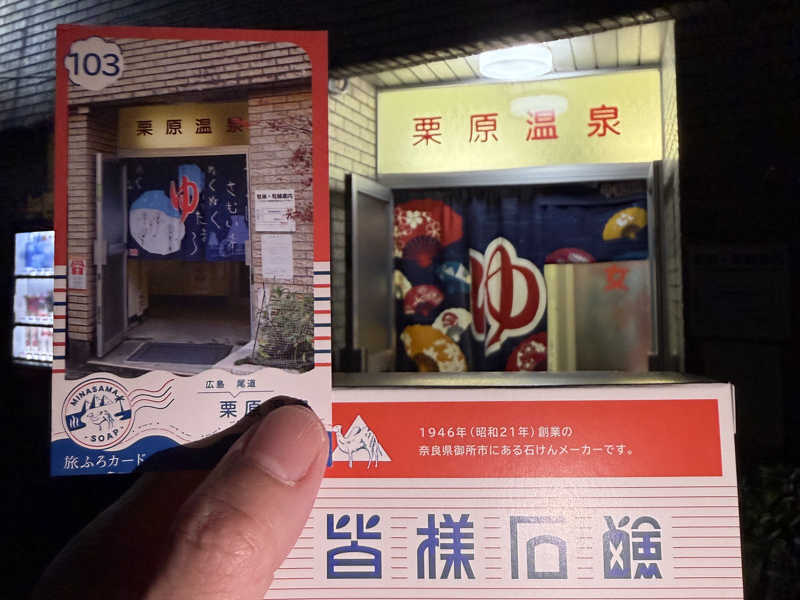 103
栗原温泉
ゆ
MINASAMA
SOAP
広島 尾道
栗原
旅ふろカード
栗原温泉
ゆ
女
1946年(昭和21年)創業の
奈良県御所市にある石けんメーカーです。
皆様石鹸